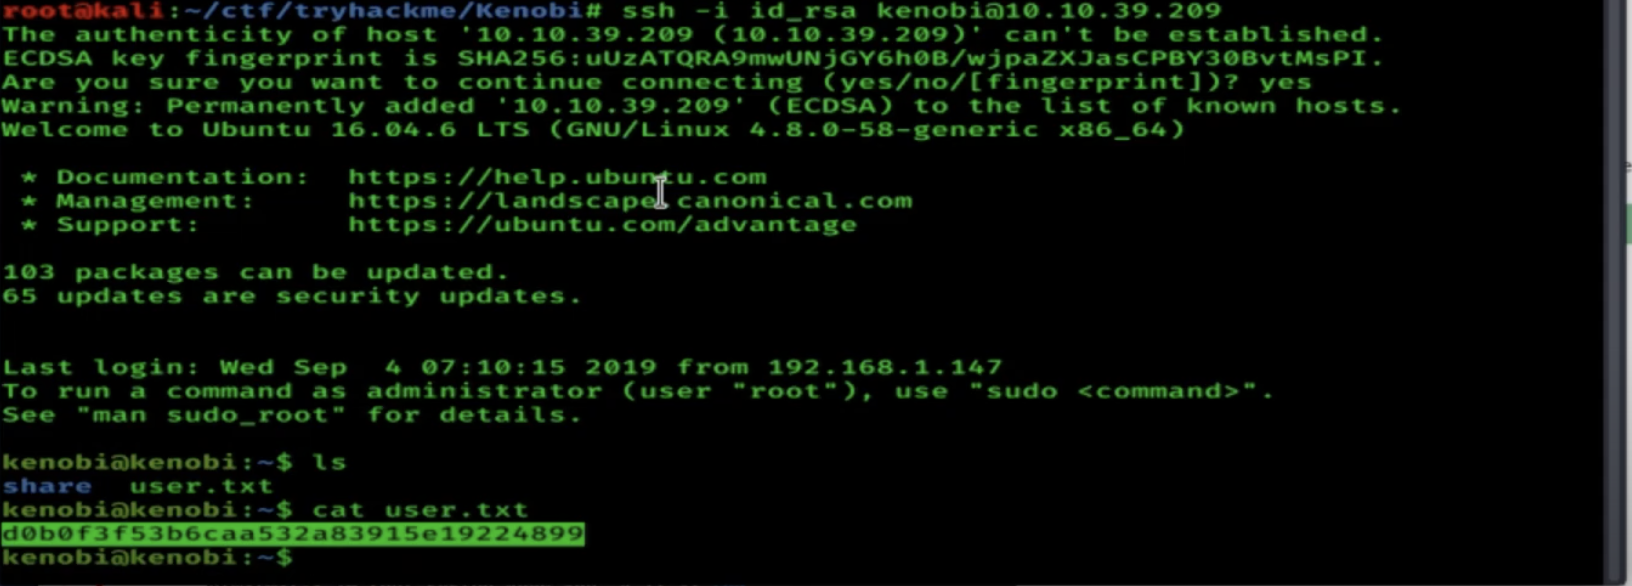 root@kali:~/ctf/tryhackme/Kenobi# ssh -i id_rsa kenobi@10.10.39.209
The authenticity of host '10.10.39.209 (10.10.39.209)' can't be established.
ECDSA key fingerprint is SHA256:uUzATQRA9mwUNjGY6h0B/wjpaZXJasCPBY30BvtMsPI.
Are you sure you want to continue connecting (yes/no/[fingerprint])? yes
Warning: Permanently added '10.10.39.209' (ECDSA) to the list of known hosts.
Welcome to Ubuntu 16.04.6 LTS (GNU/Linux 4.8.0-58-generic x86_64)
* Documentation: https://help.ubuntu.com
* Management: https://landscape.canonical.com
* Support: https://ubuntu.com/advantage
103 packages can be updated.
65 updates are security updates.
Last login: Wed Sep 4 07:10:15 2019 from 192.168.1.147
To run a command as administrator (user "root"), use "sudo <command>".
See "man sudo_root" for details.
kenobi@kenobi:~$ ls
share user.txt
kenobi@kenobi:~$ cat user.txt
d0b0f3f53b6caa532a83915e19224899
kenobi@kenobi:~$